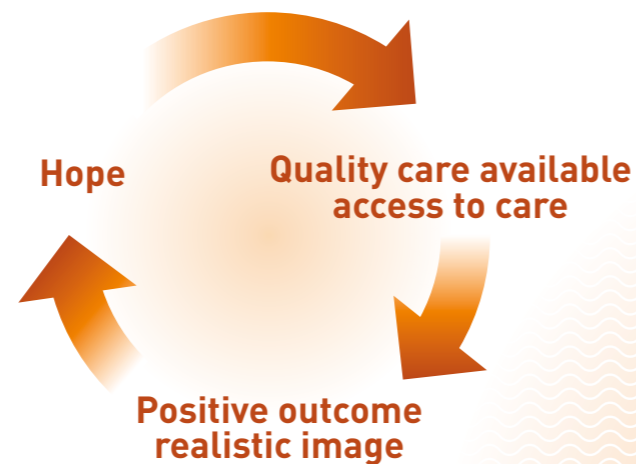 Hope
Quality care available
access to care
Positive outcome
realistic image